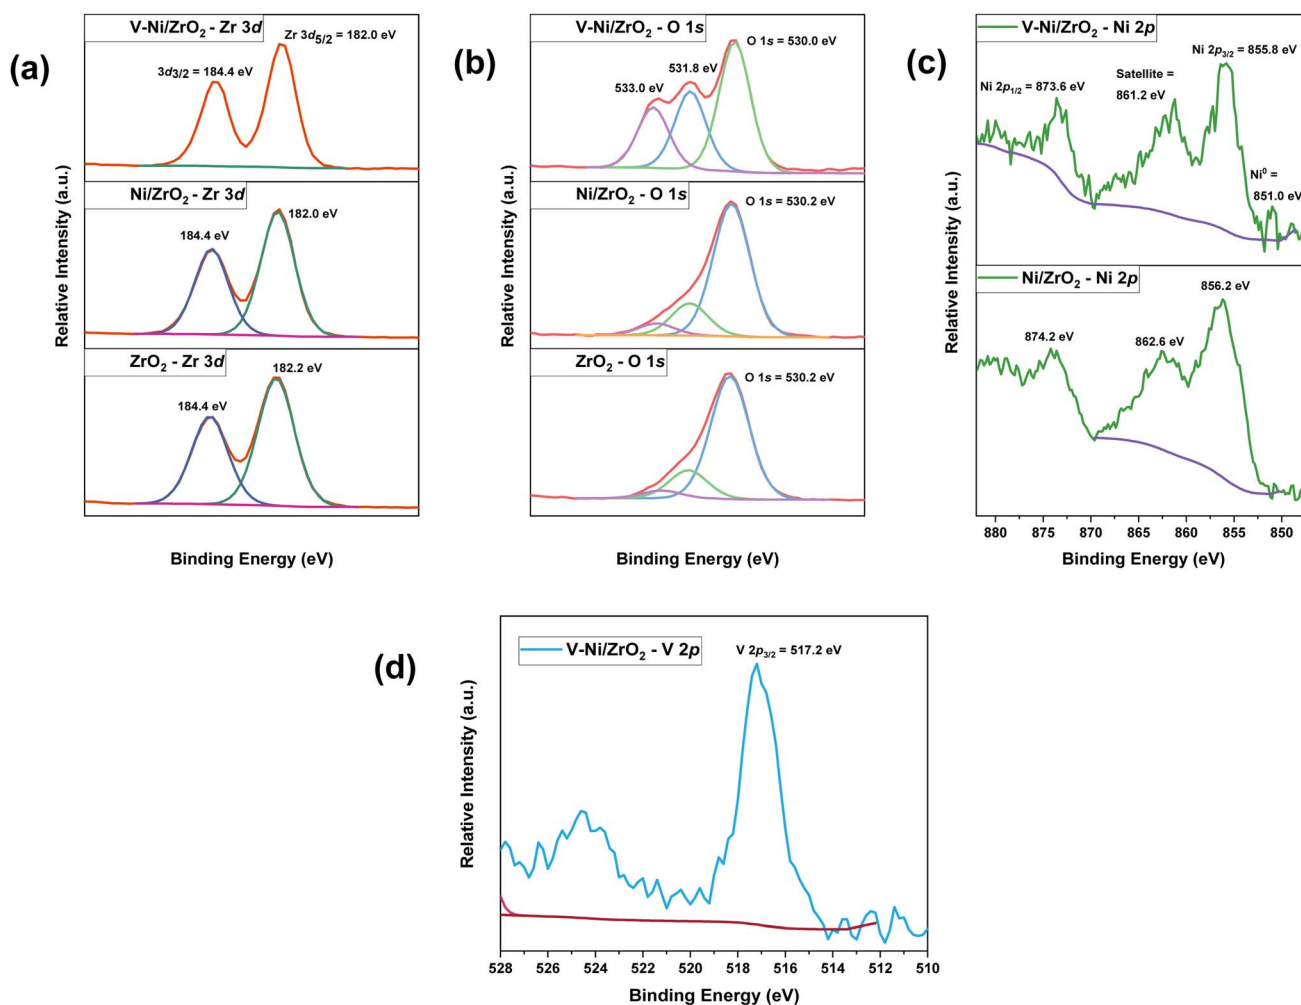 (a)
V-Ni/ZrO₂ - Zr 3d
Zr 3d₅/₂ = 182.0 eV
3d₃/₂ = 184.4 eV
Ni/ZrO₂ - Zr 3d
182.0 eV
184.4 eV
ZrO₂ - Zr 3d
182.2 eV
184.4 eV
Relative Intensity (a.u.)
Binding Energy (eV)
(b)
V-Ni/ZrO₂ - O 1s
O 1s = 530.0 eV
531.8 eV
533.0 eV
Ni/ZrO₂ - O 1s
O 1s = 530.2 eV
ZrO₂ - O 1s
O 1s = 530.2 eV
Relative Intensity (a.u.)
Binding Energy (eV)
(c)
V-Ni/ZrO₂ - Ni 2p
Ni 2p₃/₂ = 855.8 eV
Satellite =
861.2 eV
Ni 2p₁/₂ = 873.6 eV
Ni⁰ =
851.0 eV
Ni/ZrO₂ - Ni 2p
856.2 eV
874.2 eV
862.6 eV
Relative Intensity (a.u.)
880 875 870 865 860 855 850
Binding Energy (eV)
(d)
V-Ni/ZrO₂ - V 2p
V 2p₃/₂ = 517.2 eV
Relative Intensity (a.u.)
528 526 524 522 520 518 516 514 512 510
Binding Energy (eV)